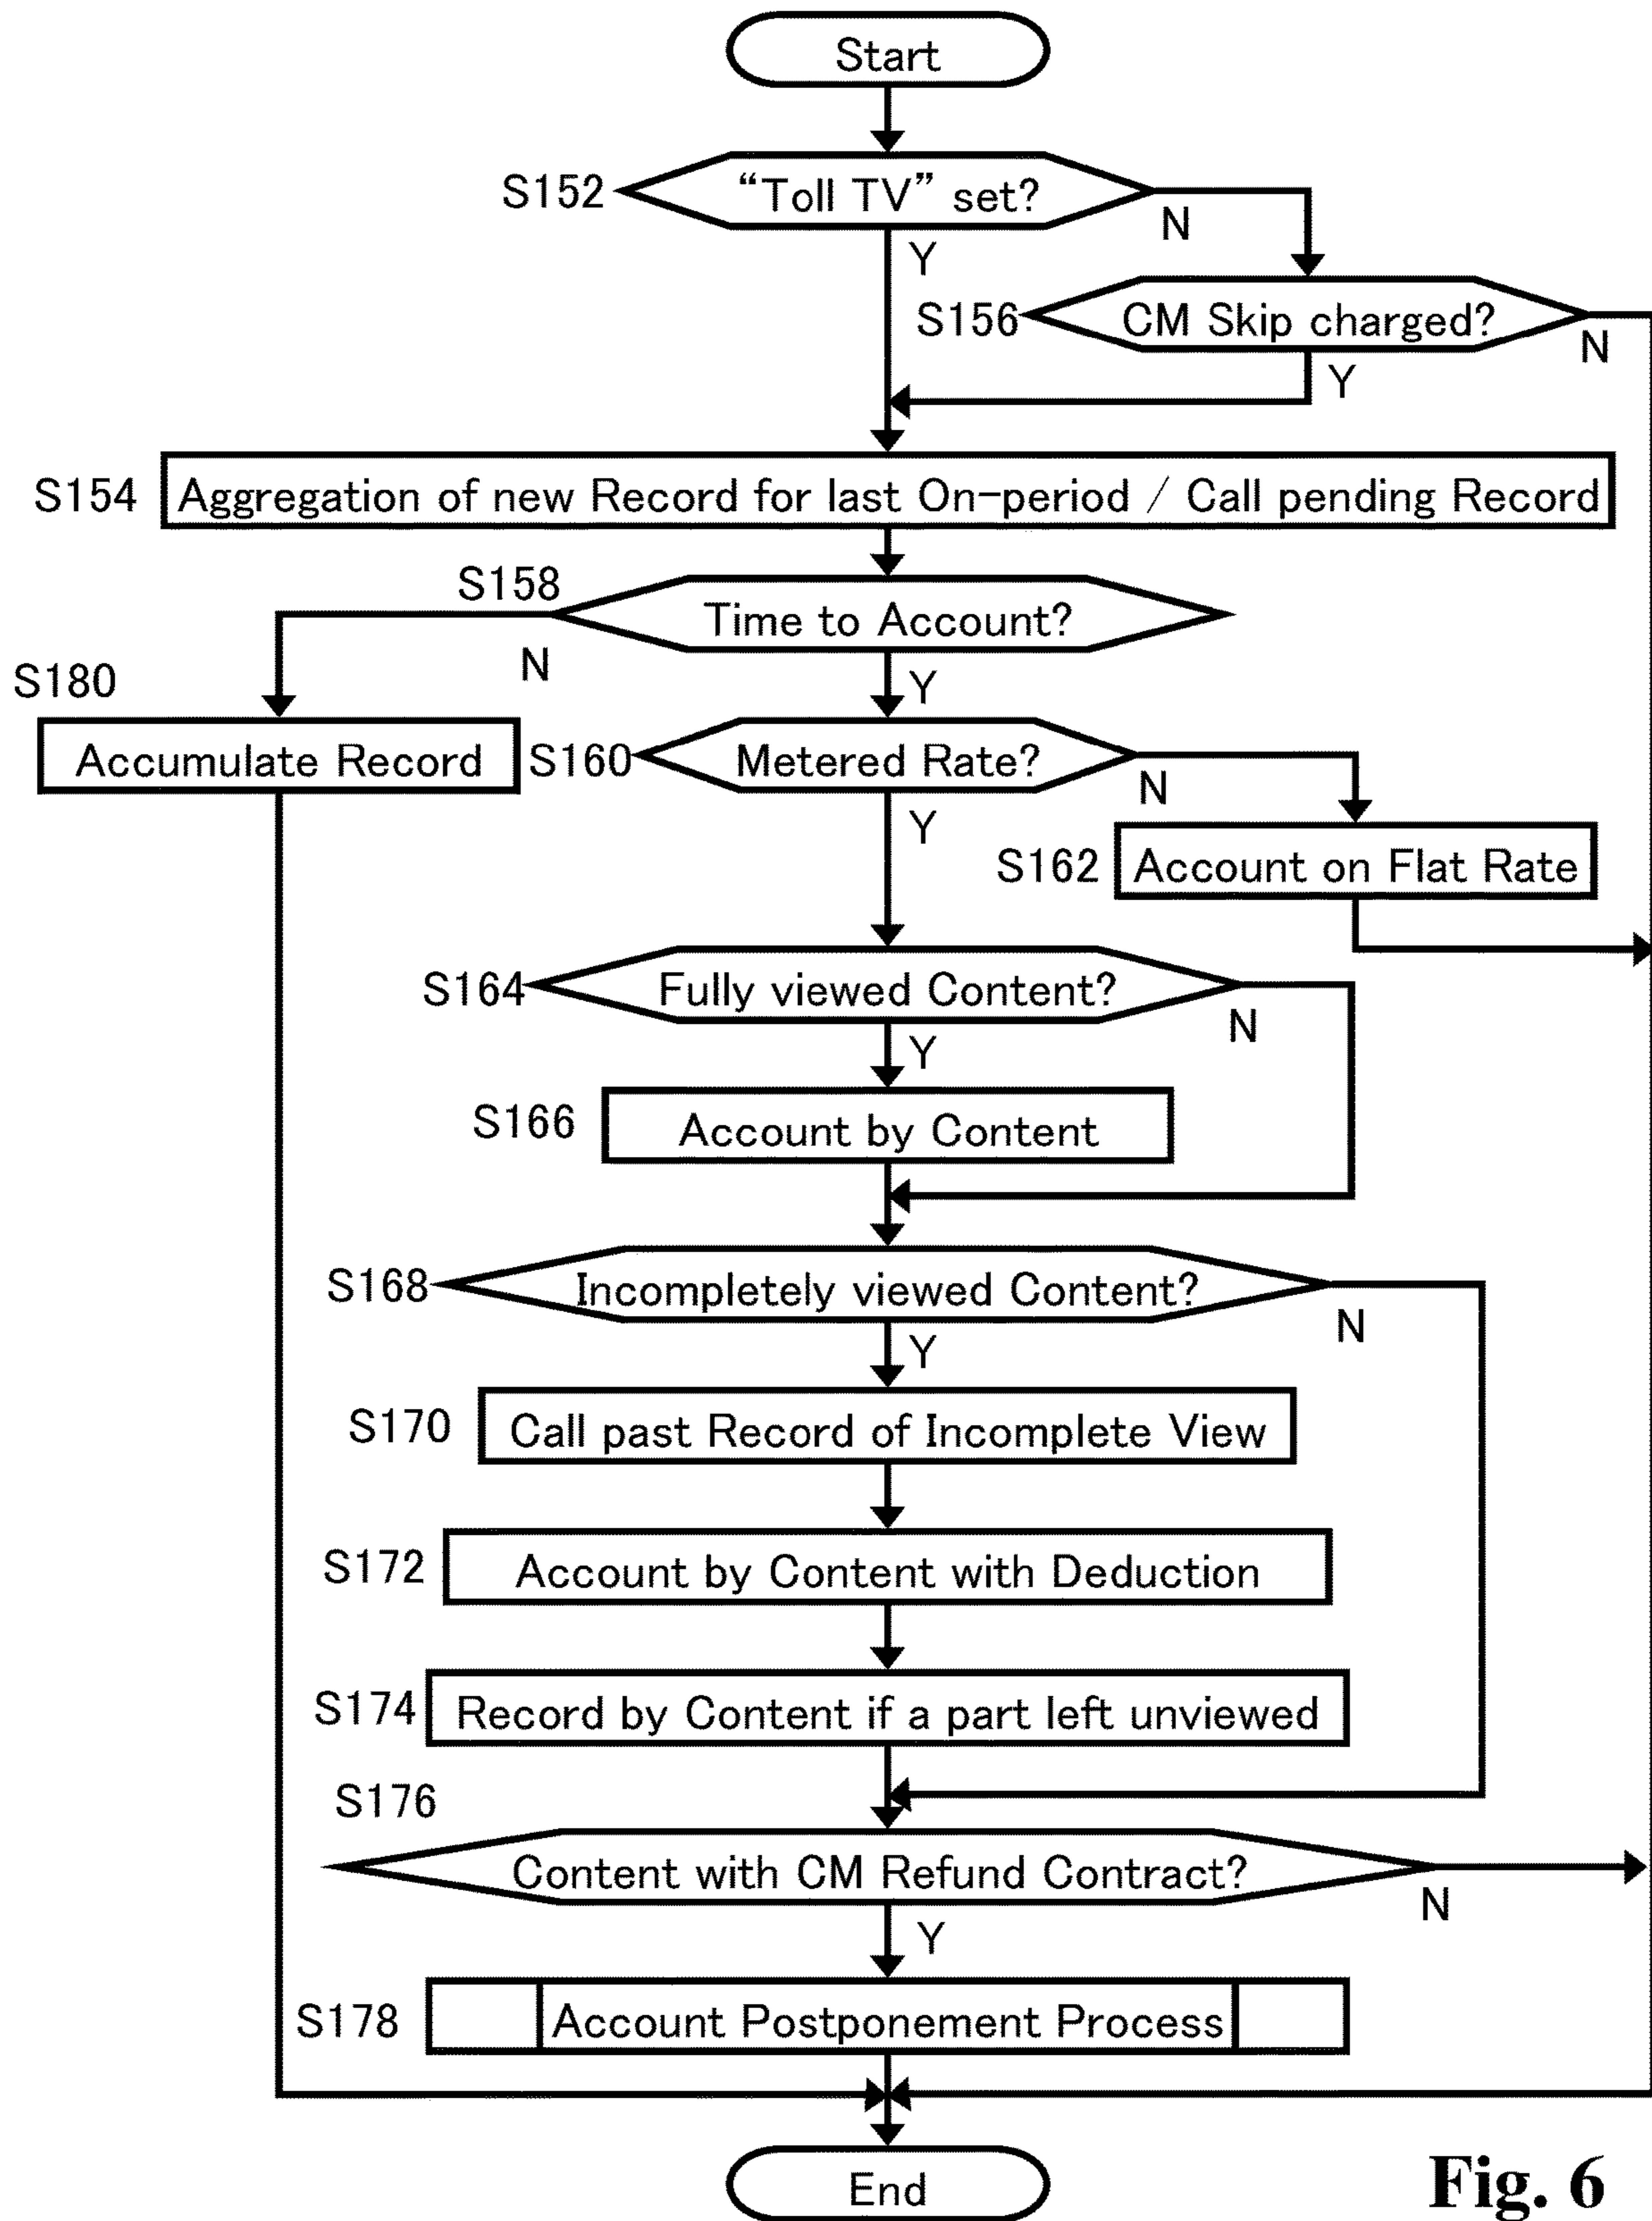 Start
S152
“Toll TV” set?
N
Y
S156
CM Skip charged?
N
Y
S154
Aggregation of new Record for last On-period / Call pending Record
S158
Time to Account?
N
Y
S180
Accumulate Record
S160
Metered Rate?
N
Y
S162
Account on Flat Rate
S164
Fully viewed Content?
N
Y
S166
Account by Content
S168
Incompletely viewed Content?
N
Y
S170
Call past Record of Incomplete View
S172
Account by Content with Deduction
S174
Record by Content if a part left unviewed
S176
Content with CM Refund Contract?
N
Y
S178
Account Postponement Process
End
Fig. 6